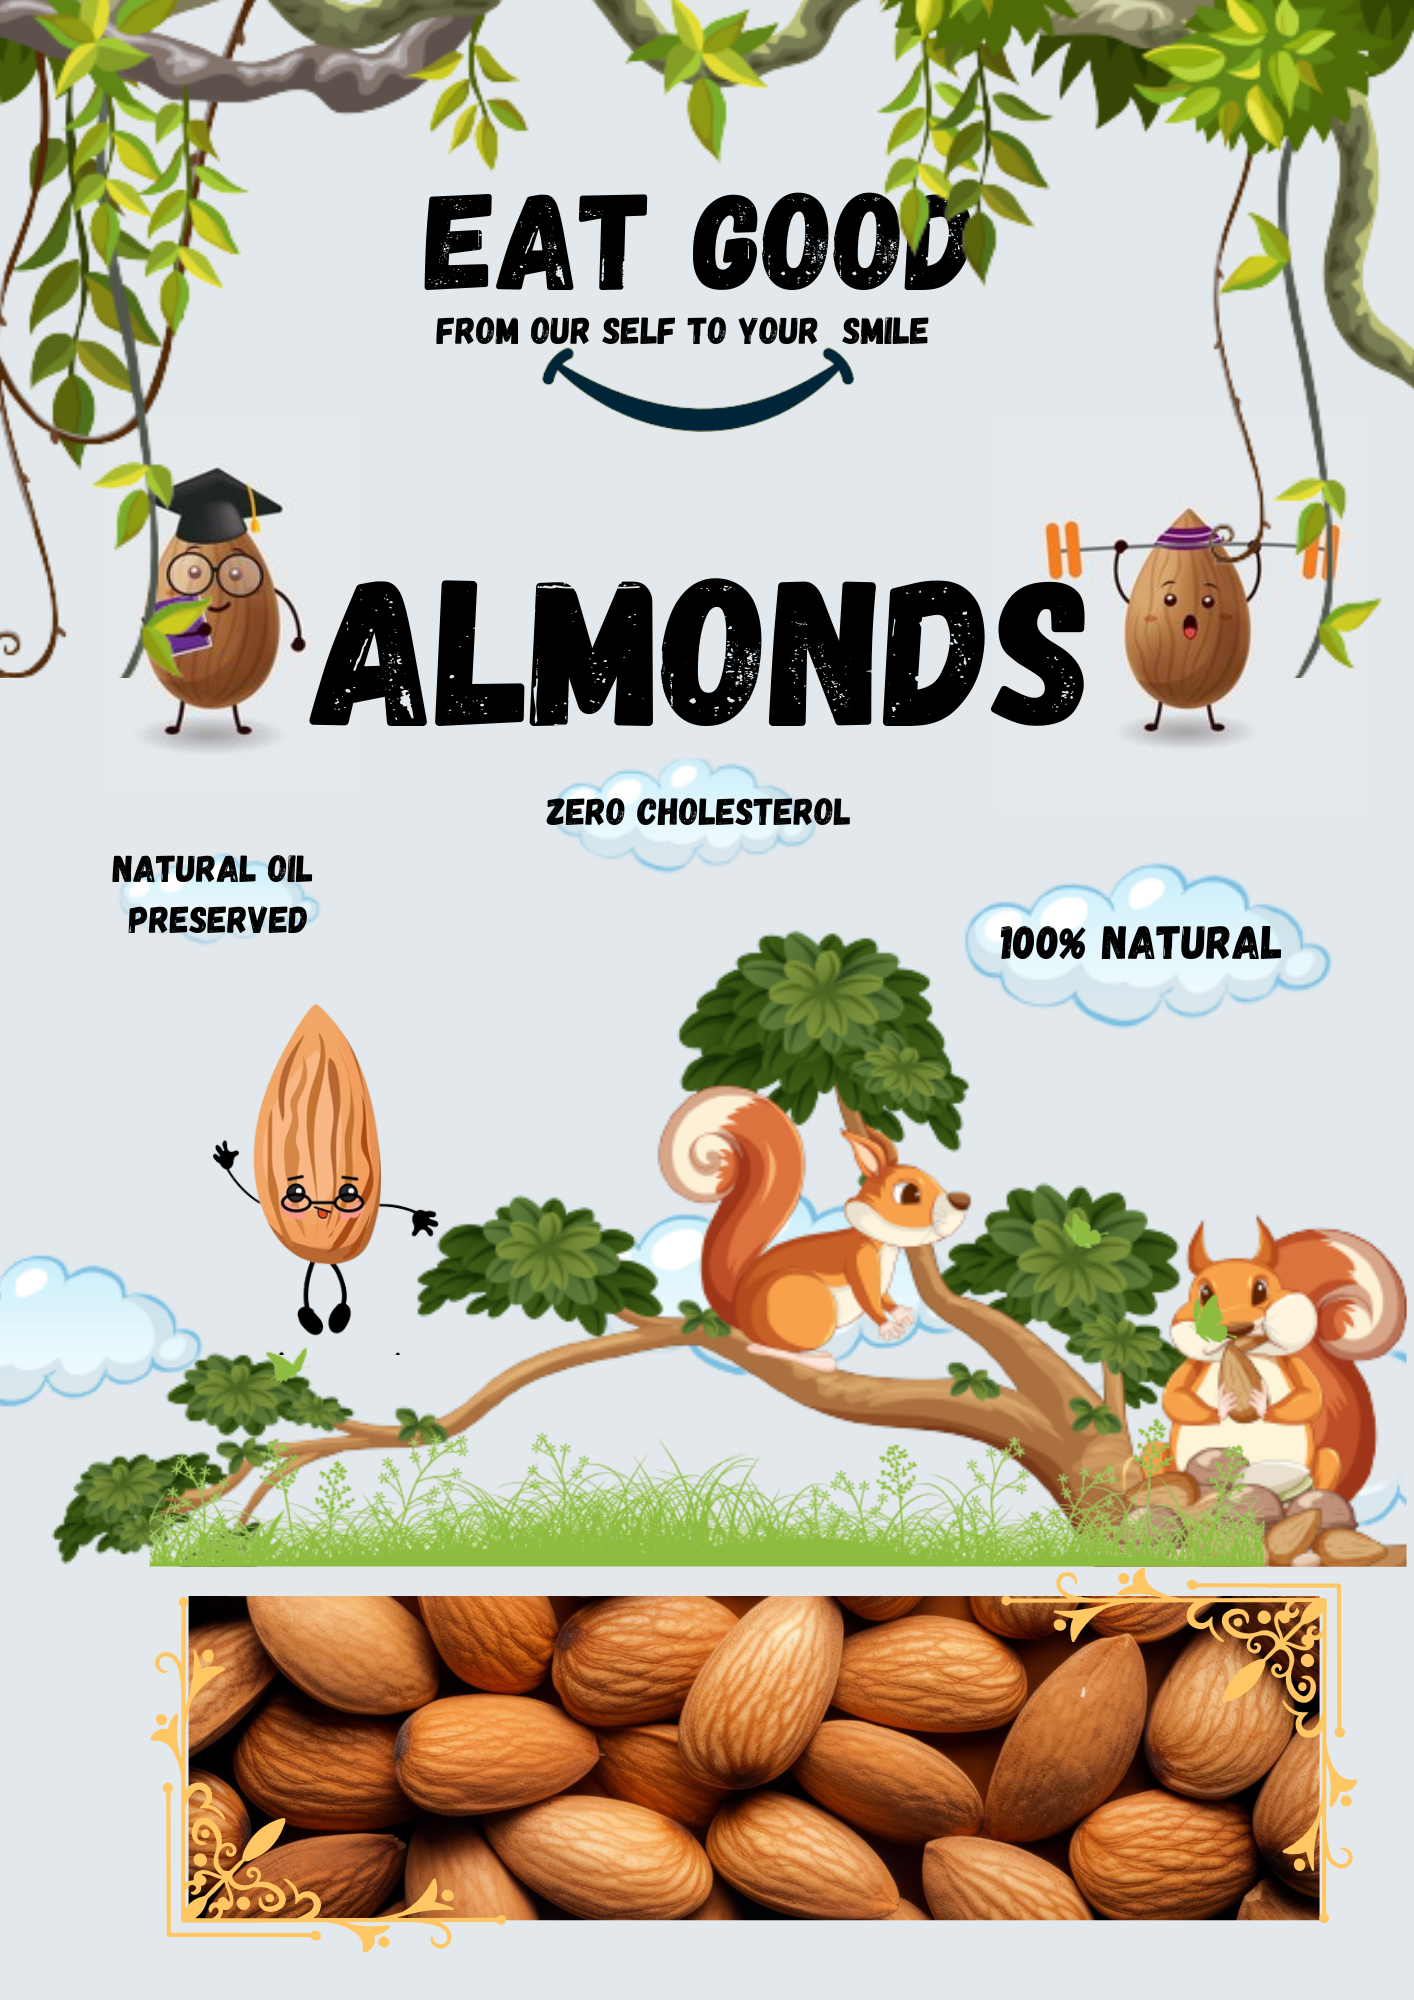 EAT GOOD
FROM OUR SELF TO YOUR SMILE
ALMONDS
ZERO CHOLESTEROL
NATURAL OIL
PRESERVED
100% NATURAL